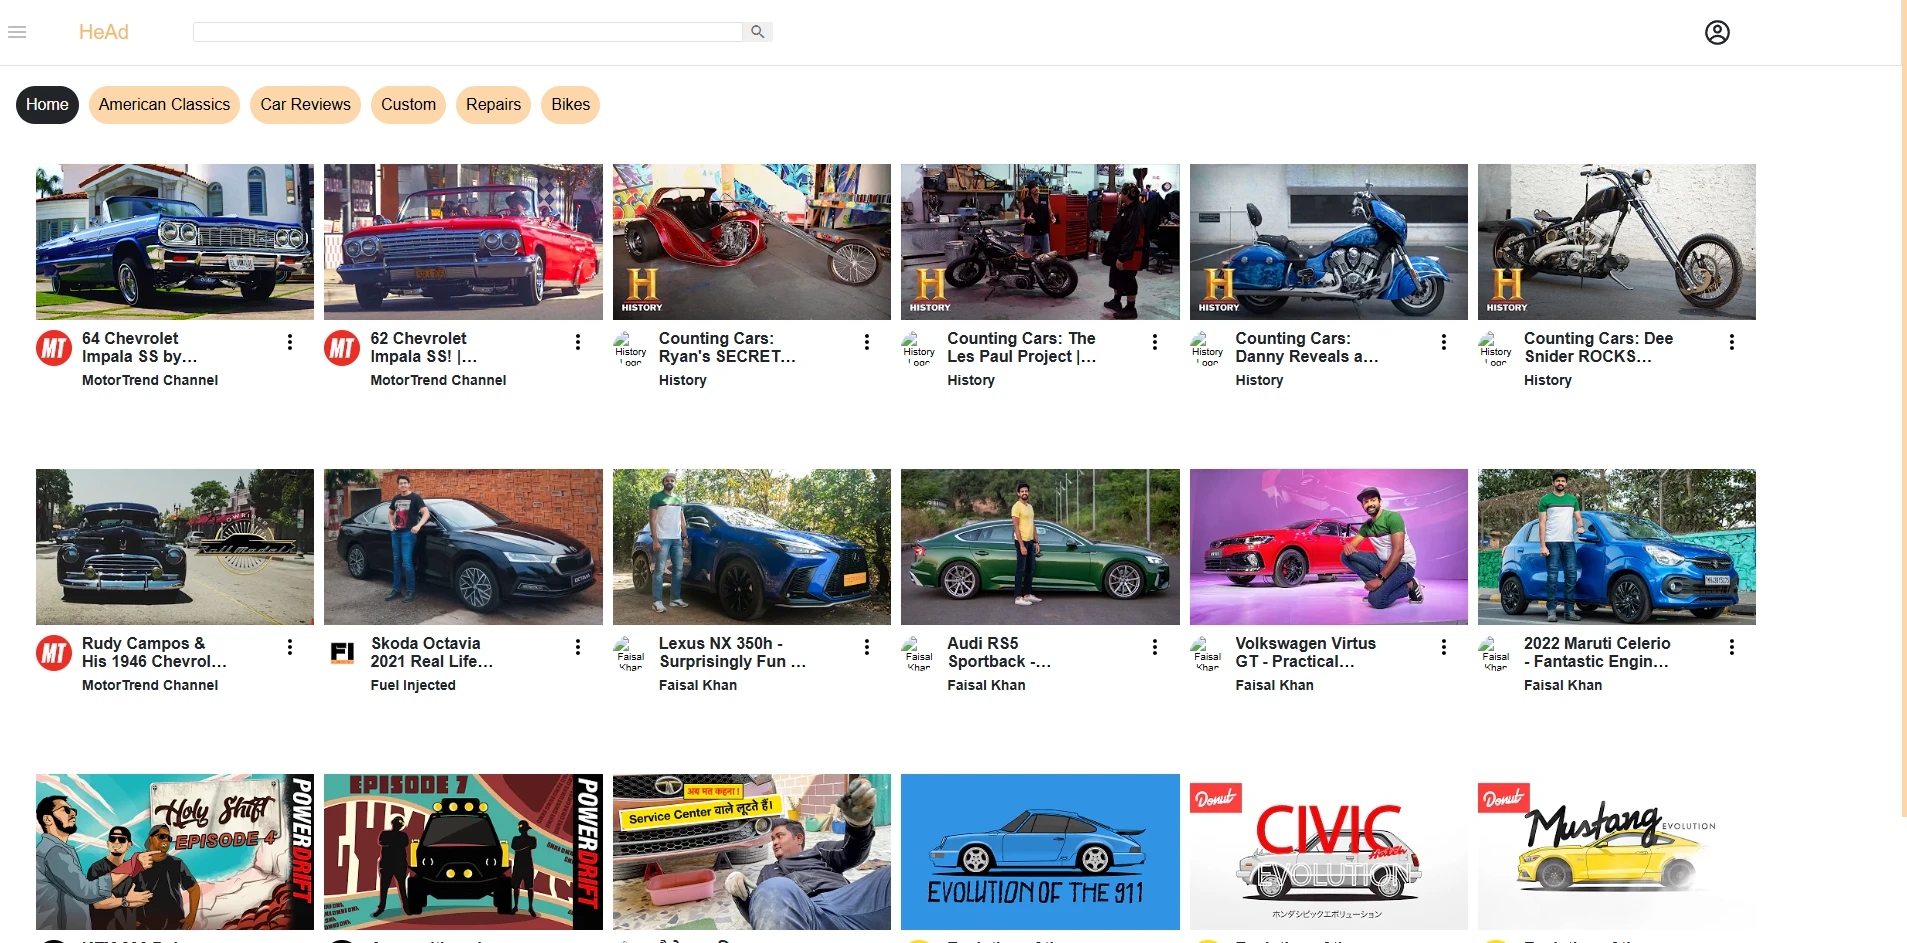 HeAd
Home
American Classics
Car Reviews
Custom
Repairs
Bikes
HISTORY
HISTORY
HISTORY
HISTORY
64 Chevrolet
Impala SS by...
MotorTrend Channel
62 Chevrolet
Impala SS! |...
MotorTrend Channel
History
Counting Cars:
Ryan's SECRET...
History
History
Counting Cars: The
Les Paul Project |...
History
History
Counting Cars:
Danny Reveals a...
History
History
Counting Cars: Dee
Snider ROCKS...
History
MT
MT
MT
Rudy Campos &
His 1946 Chevrol...
MotorTrend Channel
FI
Skoda Octavia
2021 Real Life...
Fuel Injected
Faisal
Khan
Lexus NX 350h -
Surprisingly Fun ...
Faisal Khan
Faisal
Khan
Audi RS5
Sportback -...
Faisal Khan
Faisal
Khan
Volkswagen Virtus
GT - Practical...
Faisal Khan
Faisal
Khan
2022 Maruti Celerio
- Fantastic Engin...
Faisal Khan
Holy Shift
EPISODE 4
POWERDRIFT
EPISODE 7
POWERDRIFT
अब मत कहना !
Service Center वाले लूटते हैं।
EVOLUTION OF THE 911
Donut
CIVIC
Hatch
EVOLUTION
ホンダシビックエボリューション
Donut
Mustang
EVOLUTION